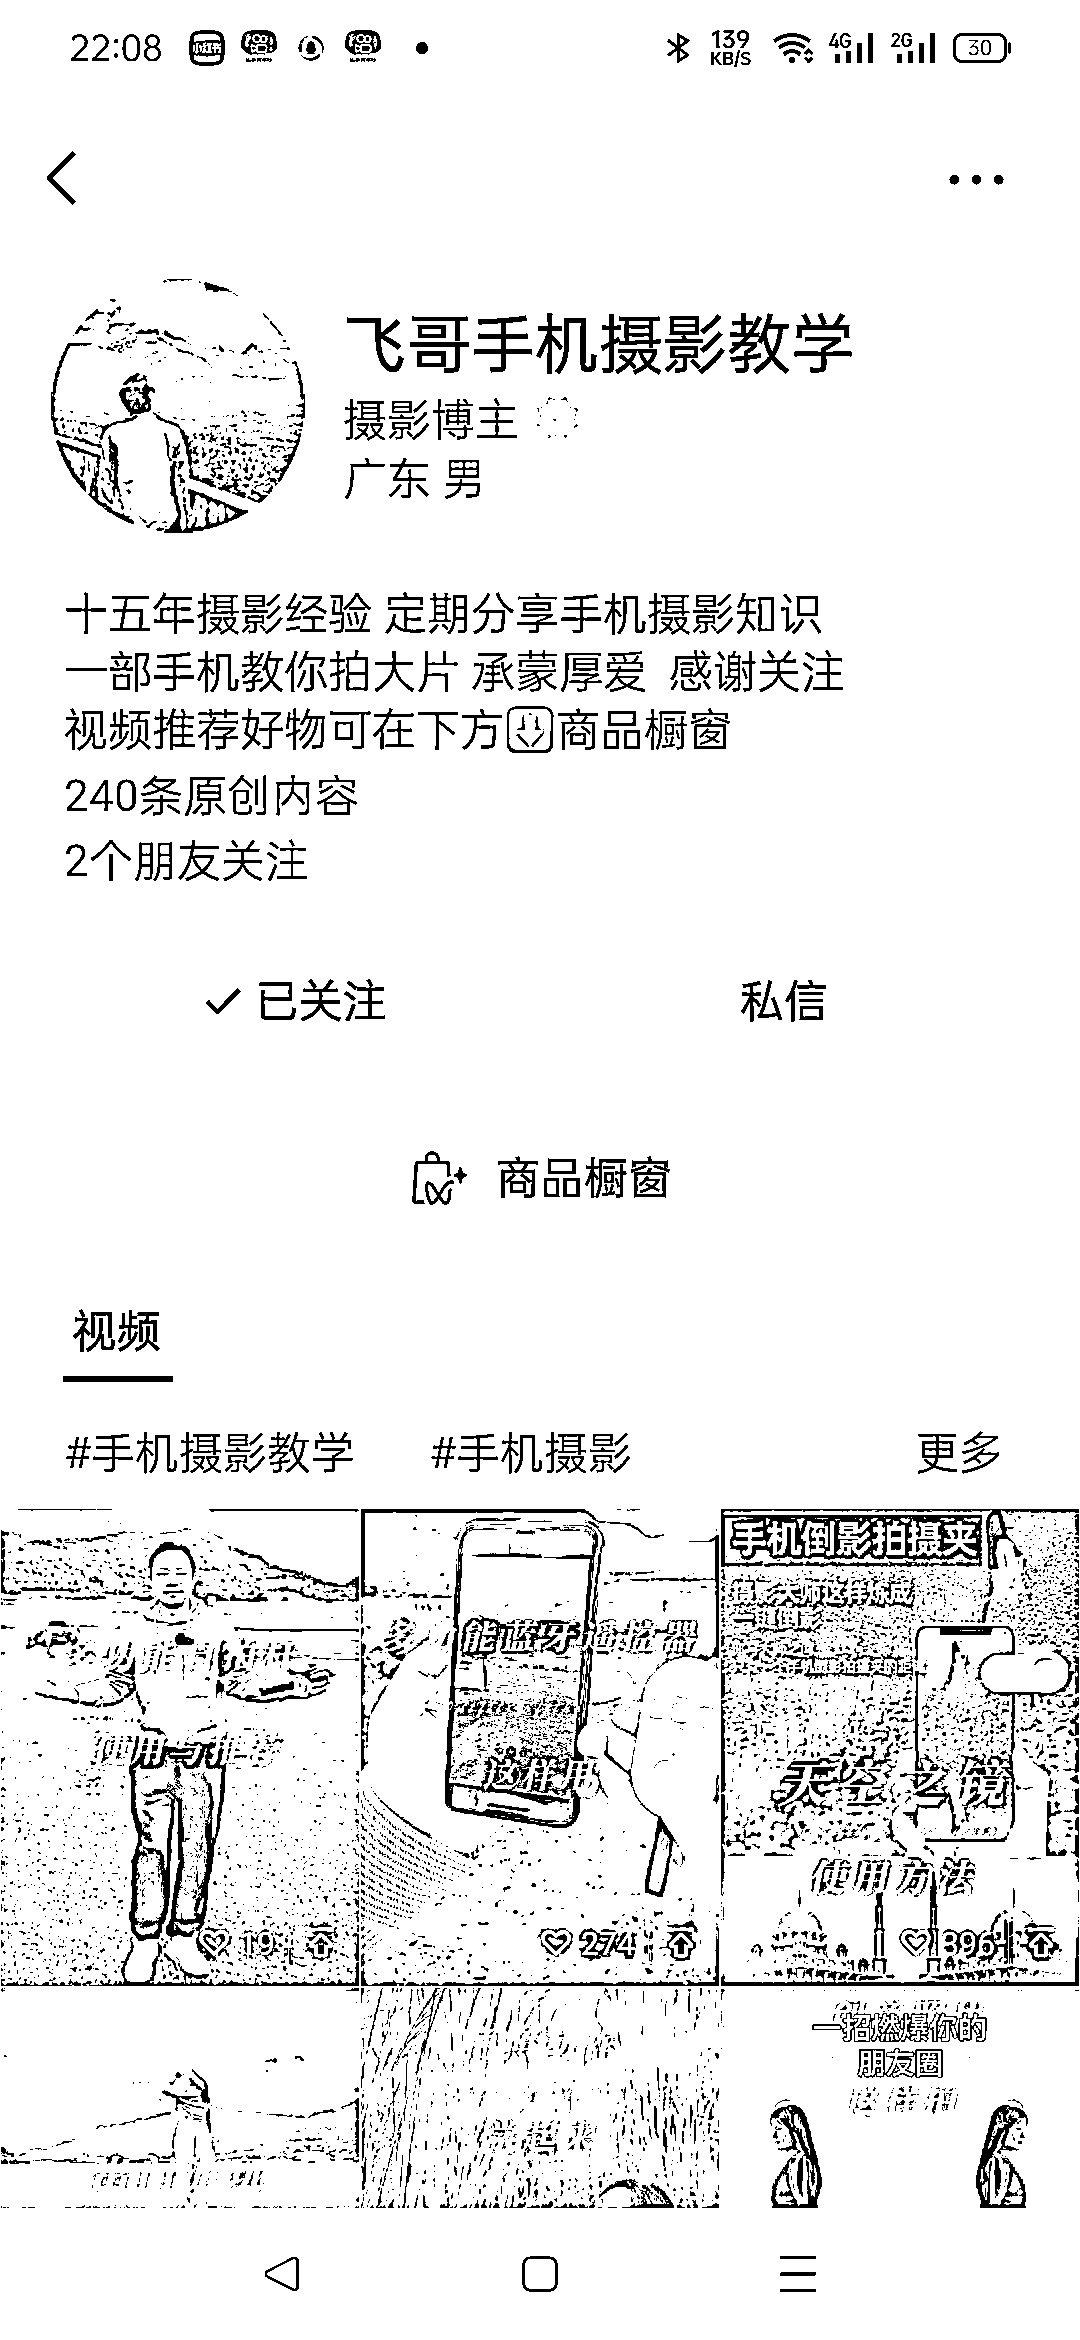 22:08
139 KB/S
4G
2G
30
飞哥手机摄影教学
摄影博主
广东 男
十五年摄影经验 定期分享手机摄影知识
一部手机教你拍大片 承蒙厚爱 感谢关注
视频推荐好物可在下方商品橱窗
240条原创内容
2个朋友关注
已关注
私信
商品橱窗
视频
#手机摄影教学
#手机摄影
更多
使用与推荐
19
多功能蓝牙遥控器
这样用
274
手机倒影拍摄夹
天空之镜
使用方法
896
一招燃爆你的
朋友圈